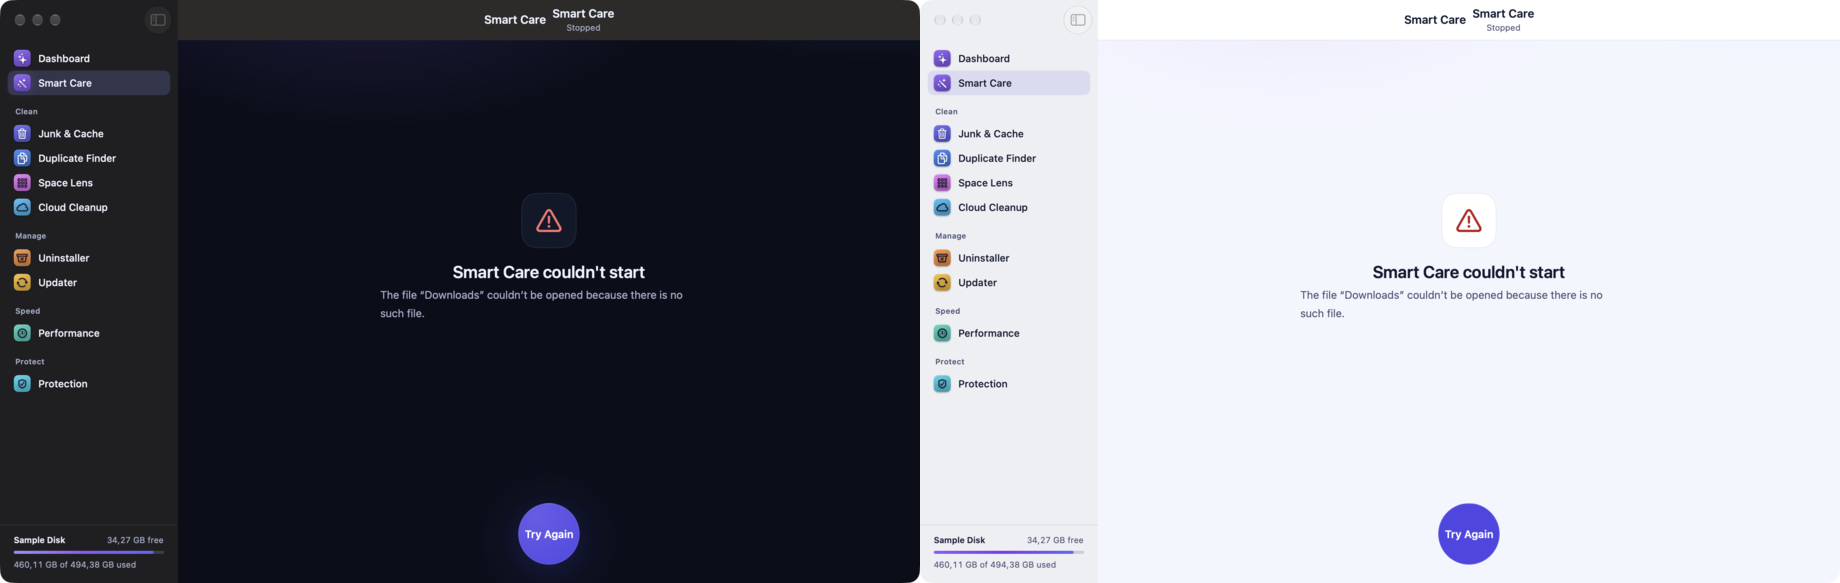 Smart Care
Smart Care
Stopped
Dashboard
Smart Care
Clean
Junk & Cache
Duplicate Finder
Space Lens
Cloud Cleanup
Manage
Uninstaller
Updater
Speed
Performance
Protect
Protection
Smart Care couldn't start
The file “Downloads” couldn’t be opened because there is no
such file.
Try Again
Sample Disk 34,27 GB free
460,11 GB of 494,38 GB used
Smart Care
Smart Care
Stopped
Dashboard
Smart Care
Clean
Junk & Cache
Duplicate Finder
Space Lens
Cloud Cleanup
Manage
Uninstaller
Updater
Speed
Performance
Protect
Protection
Smart Care couldn't start
The file “Downloads” couldn’t be opened because there is no
such file.
Try Again
Sample Disk 34,27 GB free
460,11 GB of 494,38 GB used